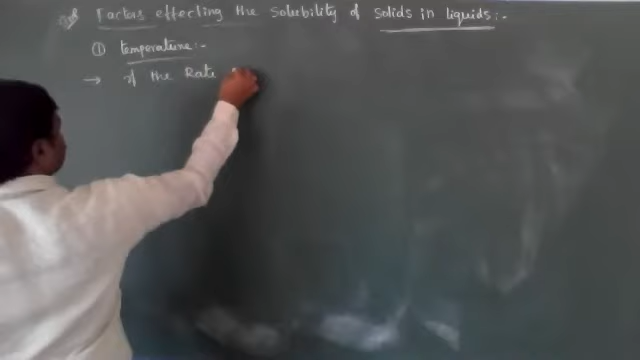 Factors effecting the Solubility of Solids in liquids:-
① temperature:-
→ If the Rate